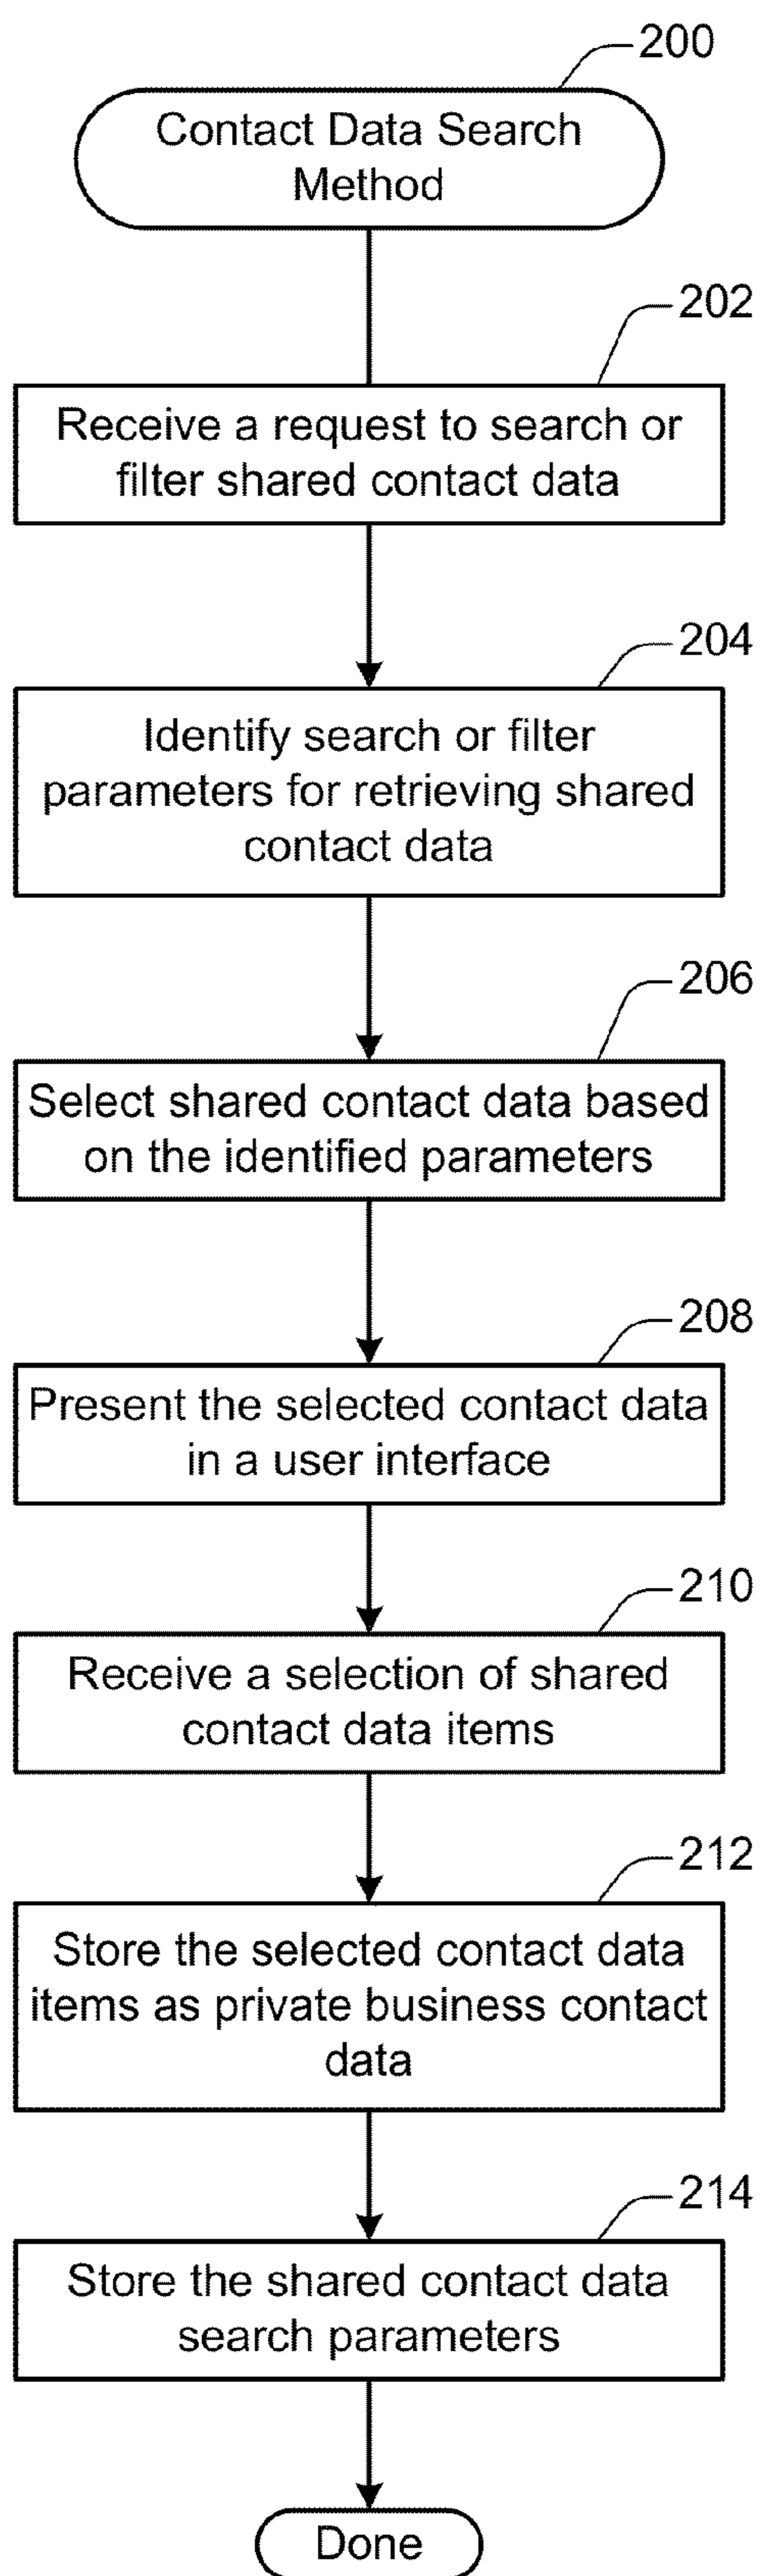 200
Contact Data Search
Method
202
Receive a request to search or
filter shared contact data
204
Identify search or filter
parameters for retrieving shared
contact data
206
Select shared contact data based
on the identified parameters
208
Present the selected contact data
in a user interface
210
Receive a selection of shared
contact data items
212
Store the selected contact data
items as private business contact
data
214
Store the shared contact data
search parameters
Done